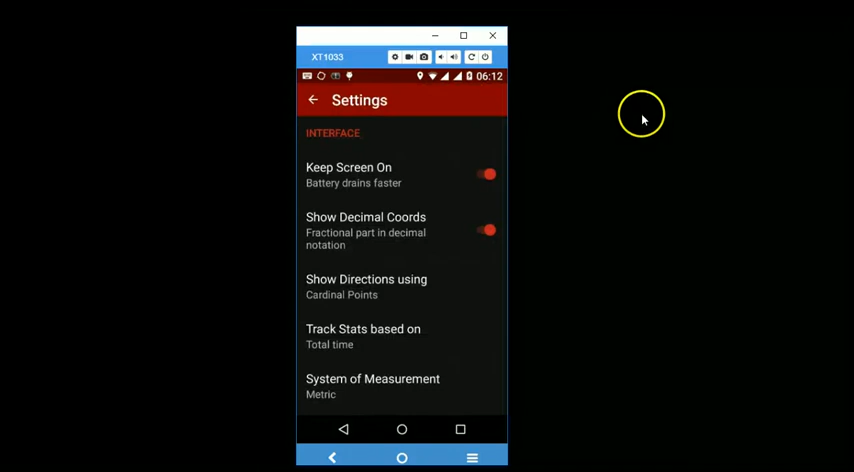 XT1033
06:12
Settings
INTERFACE
Keep Screen On
Battery drains faster
Show Decimal Coords
Fractional part in decimal
notation
Show Directions using
Cardinal Points
Track Stats based on
Total time
System of Measurement
Metric